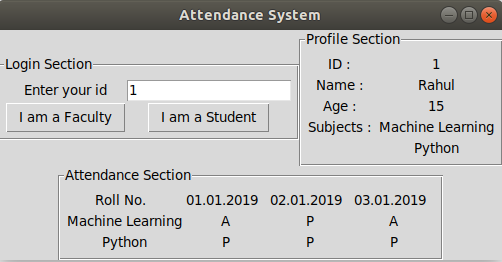 Attendance System
Login Section
Enter your id 1
I am a Faculty I am a Student
Profile Section
ID : 1
Name : Rahul
Age : 15
Subjects : Machine Learning
Python
Attendance Section
Roll No. 01.01.2019 02.01.2019 03.01.2019
Machine Learning A P A
Python P P P